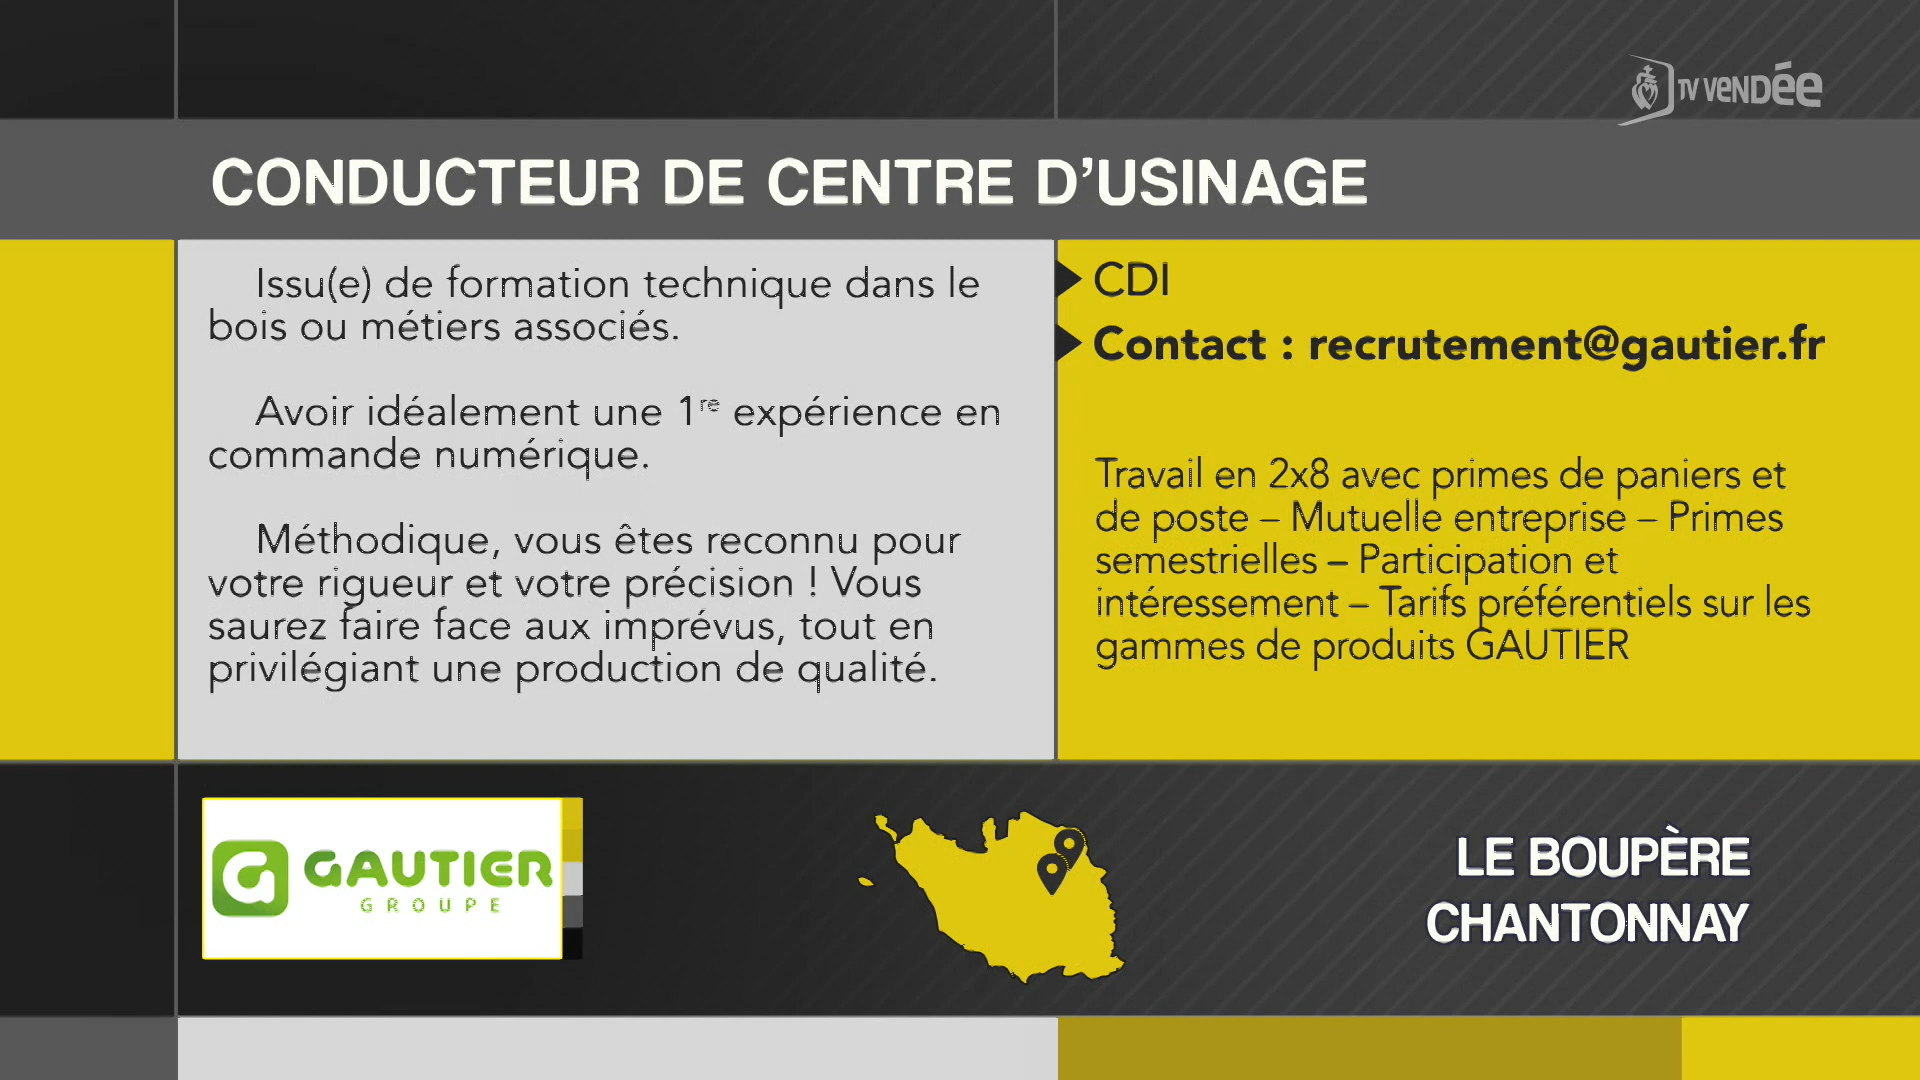 TV VENDÉE
CONDUCTEUR DE CENTRE D'USINAGE
Issu(e) de formation technique dans le
bois ou métiers associés.
Avoir idéalement une 1re expérience en
commande numérique.
Méthodique, vous êtes reconnu pour
votre rigueur et votre précision ! Vous
saurez faire face aux imprévus, tout en
privilégiant une production de qualité.
CDI
Contact : recrutement@gautier.fr
Travail en 2x8 avec primes de paniers et
de poste – Mutuelle entreprise – Primes
semestrielles – Participation et
intéressement – Tarifs préférentiels sur les
gammes de produits GAUTIER
GAUTIER
GROUPE
LE BOUPÈRE
CHANTONNAY